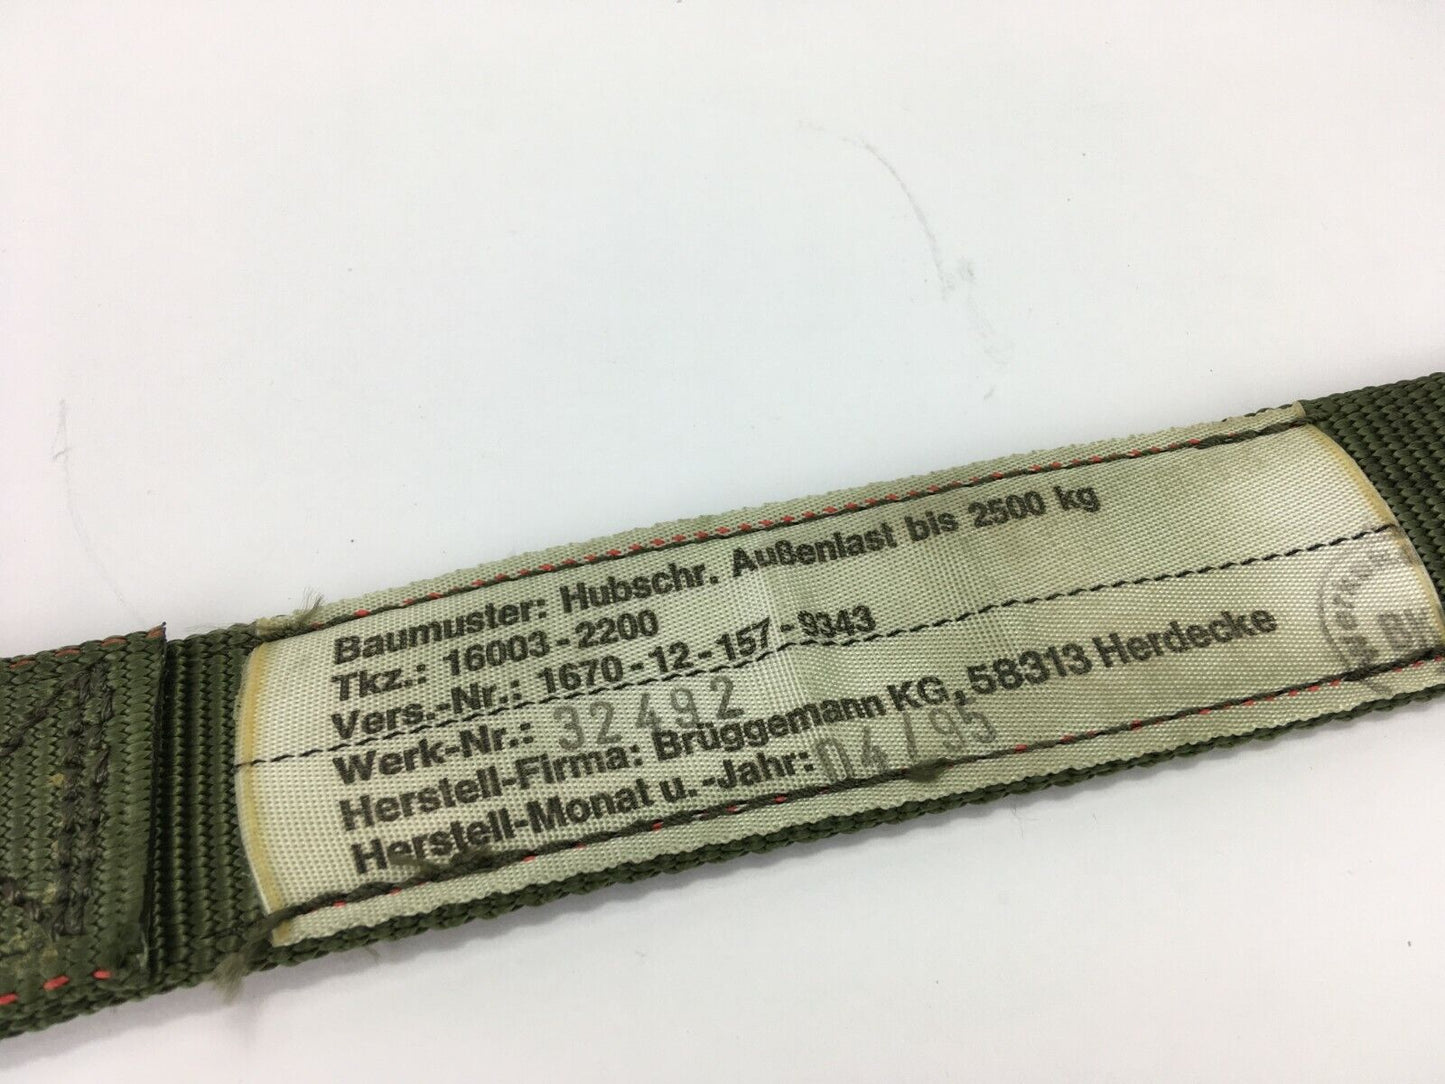 Baumuster: Hubschr. Außenlast bis 2500 kg
Tkz.: 16003-2200
Vers.-Nr.: 1670-12-157-9343
Werk-Nr.: 32492
Herstell-Firma: Brüggemann KG, 58313 Herdecke
Herstell-Monat u. -Jahr: 04/95